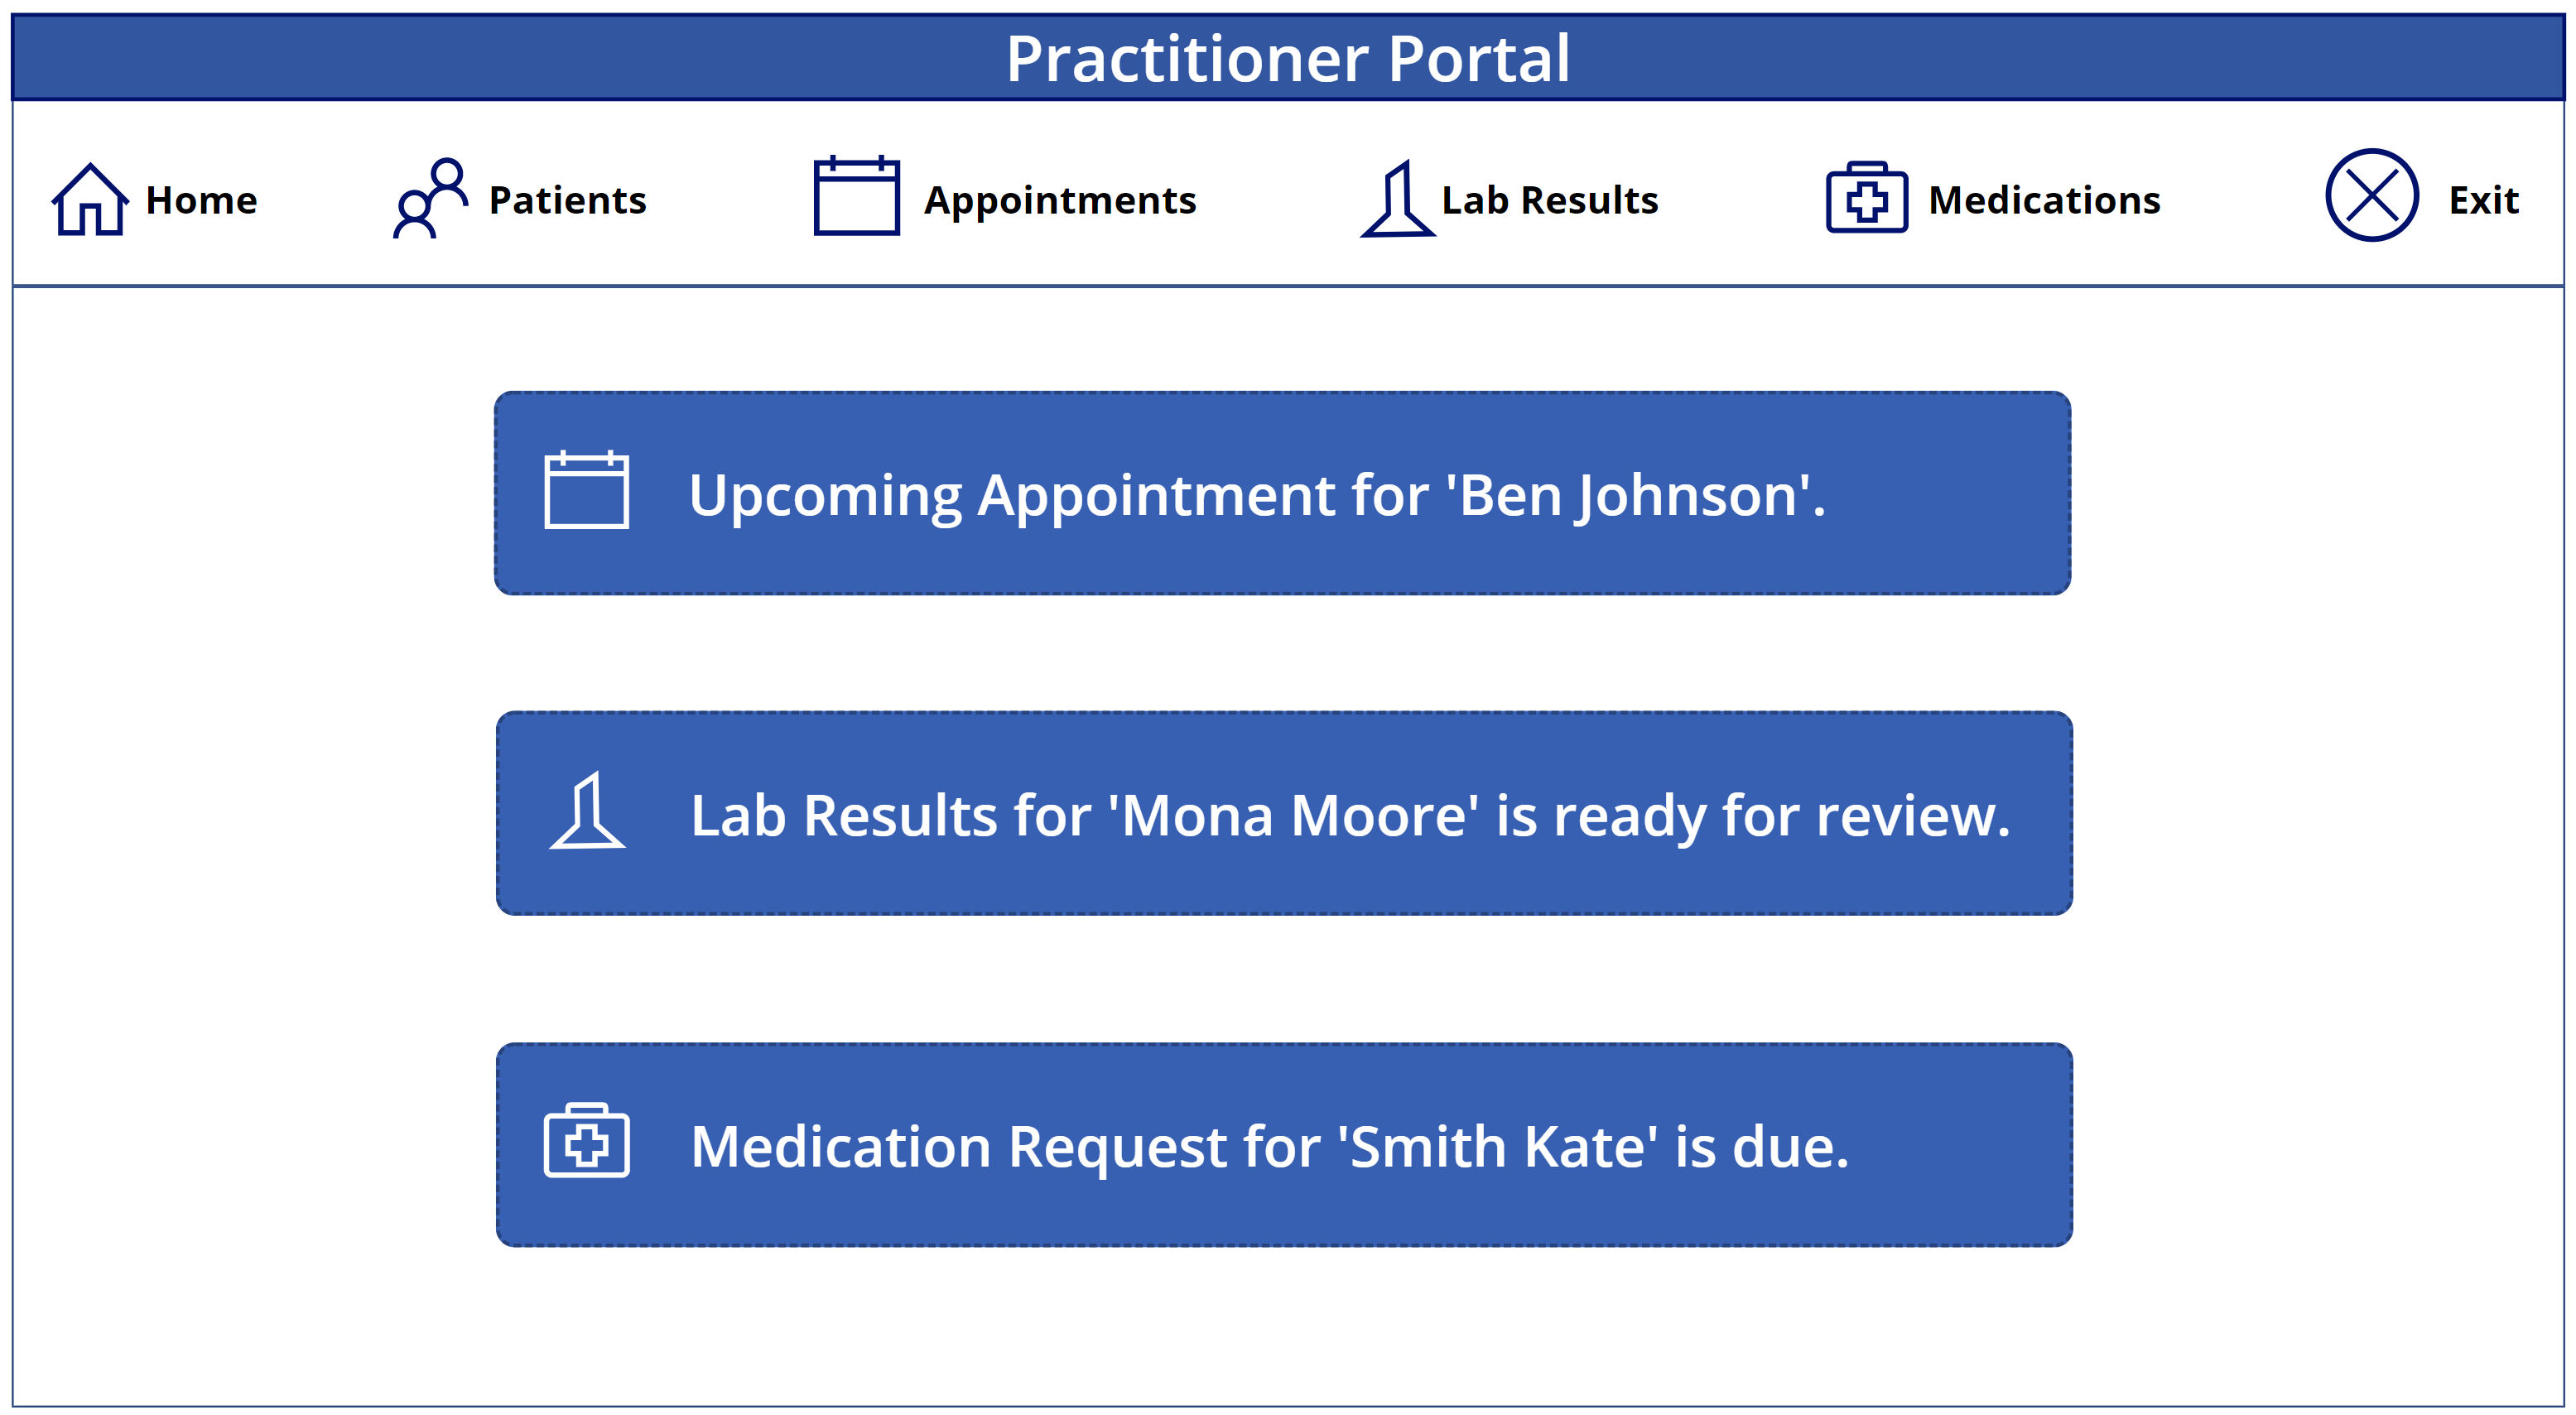 Practitioner Portal
Home Patients Appointments Lab Results Medications Exit
Upcoming Appointment for 'Ben Johnson'.
Lab Results for 'Mona Moore' is ready for review.
Medication Request for 'Smith Kate' is due.